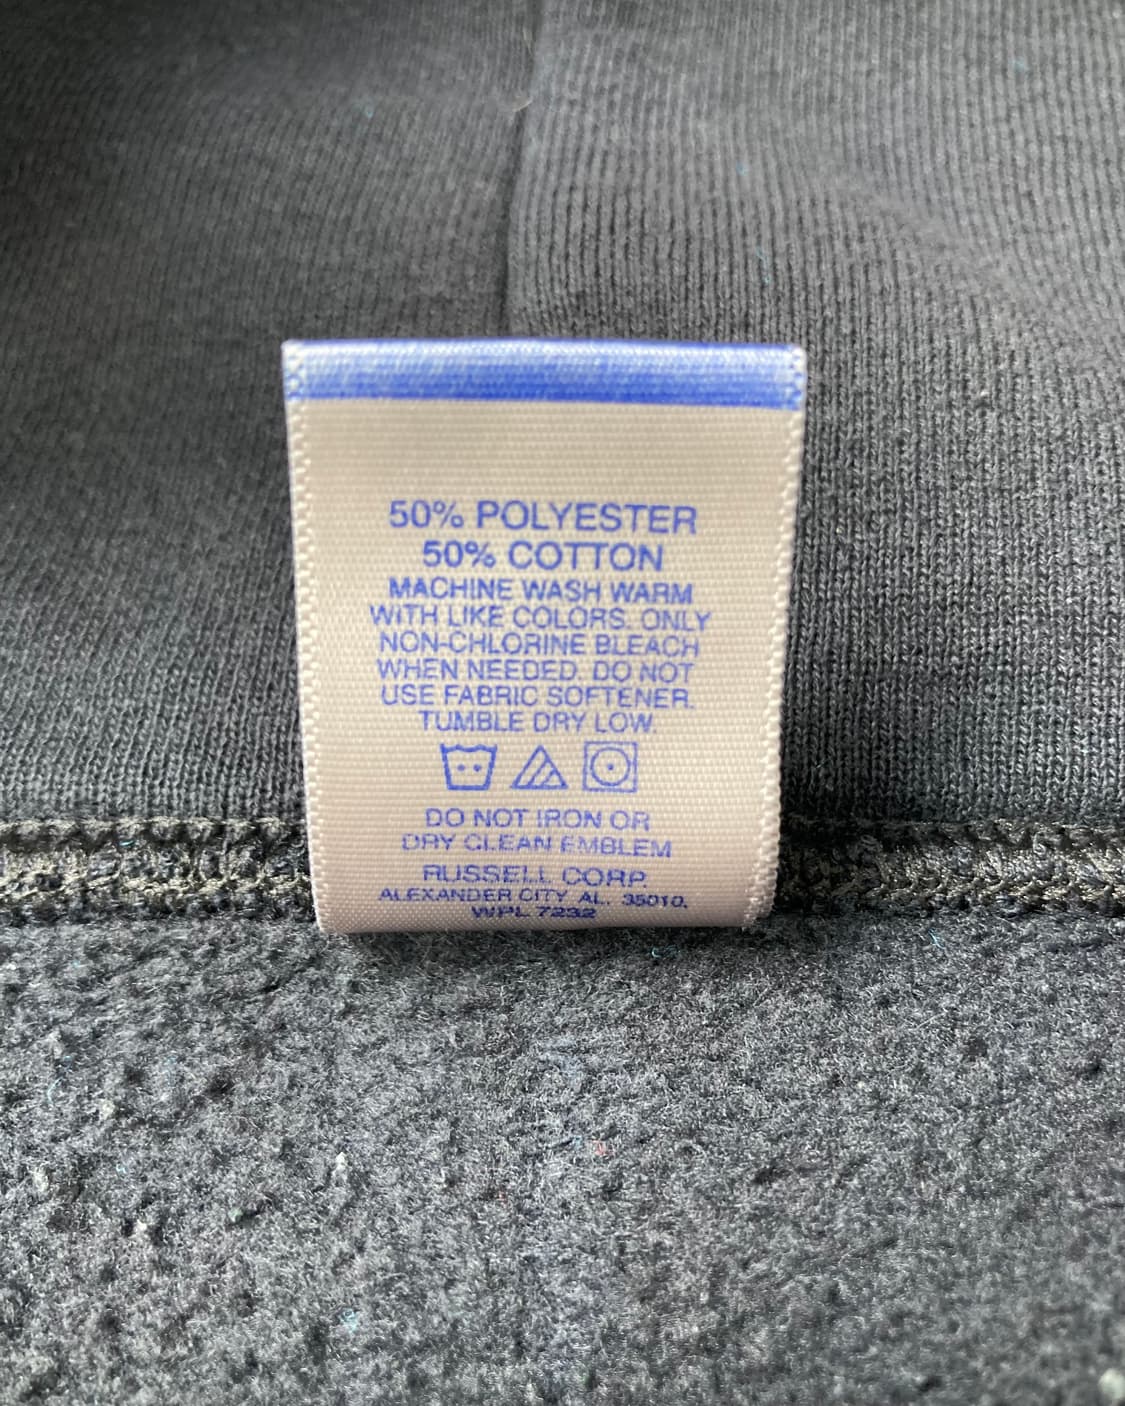 50% POLYESTER
50% COTTON
MACHINE WASH WARM
WITH LIKE COLORS. ONLY
NON-CHLORINE BLEACH
WHEN NEEDED. DO NOT
USE FABRIC SOFTENER.
TUMBLE DRY LOW.
DO NOT IRON OR
DRY CLEAN EMBLEM
RUSSELL CORP.
ALEXANDER CITY AL. 35010.
WPL 7232